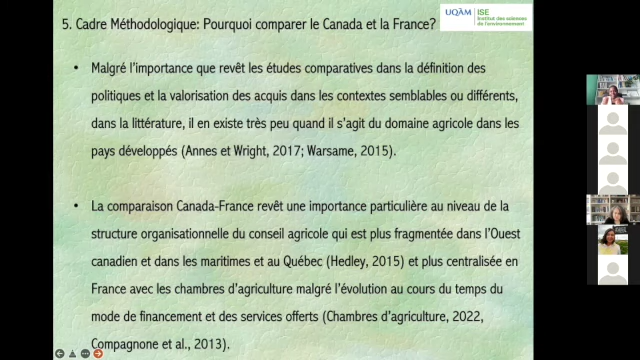 5. Cadre Méthodologique: Pourquoi comparer le Canada et la France?
UQÀM
ISE
Institut des sciences
de l'environnement
• Malgré l'importance que revêt les études comparatives dans la définition des
politiques et la valorisation des acquis dans les contextes semblables ou différents,
dans la littérature, il en existe très peu quand il s'agit du domaine agricole dans les
pays développés (Annes et Wright, 2017; Warsame, 2015).
• La comparaison Canada-France revêt une importance particulière au niveau de la
structure organisationnelle du conseil agricole qui est plus fragmentée dans l'Ouest
canadien et dans les maritimes et au Québec (Hedley, 2015) et plus centralisée en
France avec les chambres d'agriculture malgré l'évolution au cours du temps du
mode de financement et des services offerts (Chambres d'agriculture, 2022,
Compagnone et al., 2013).